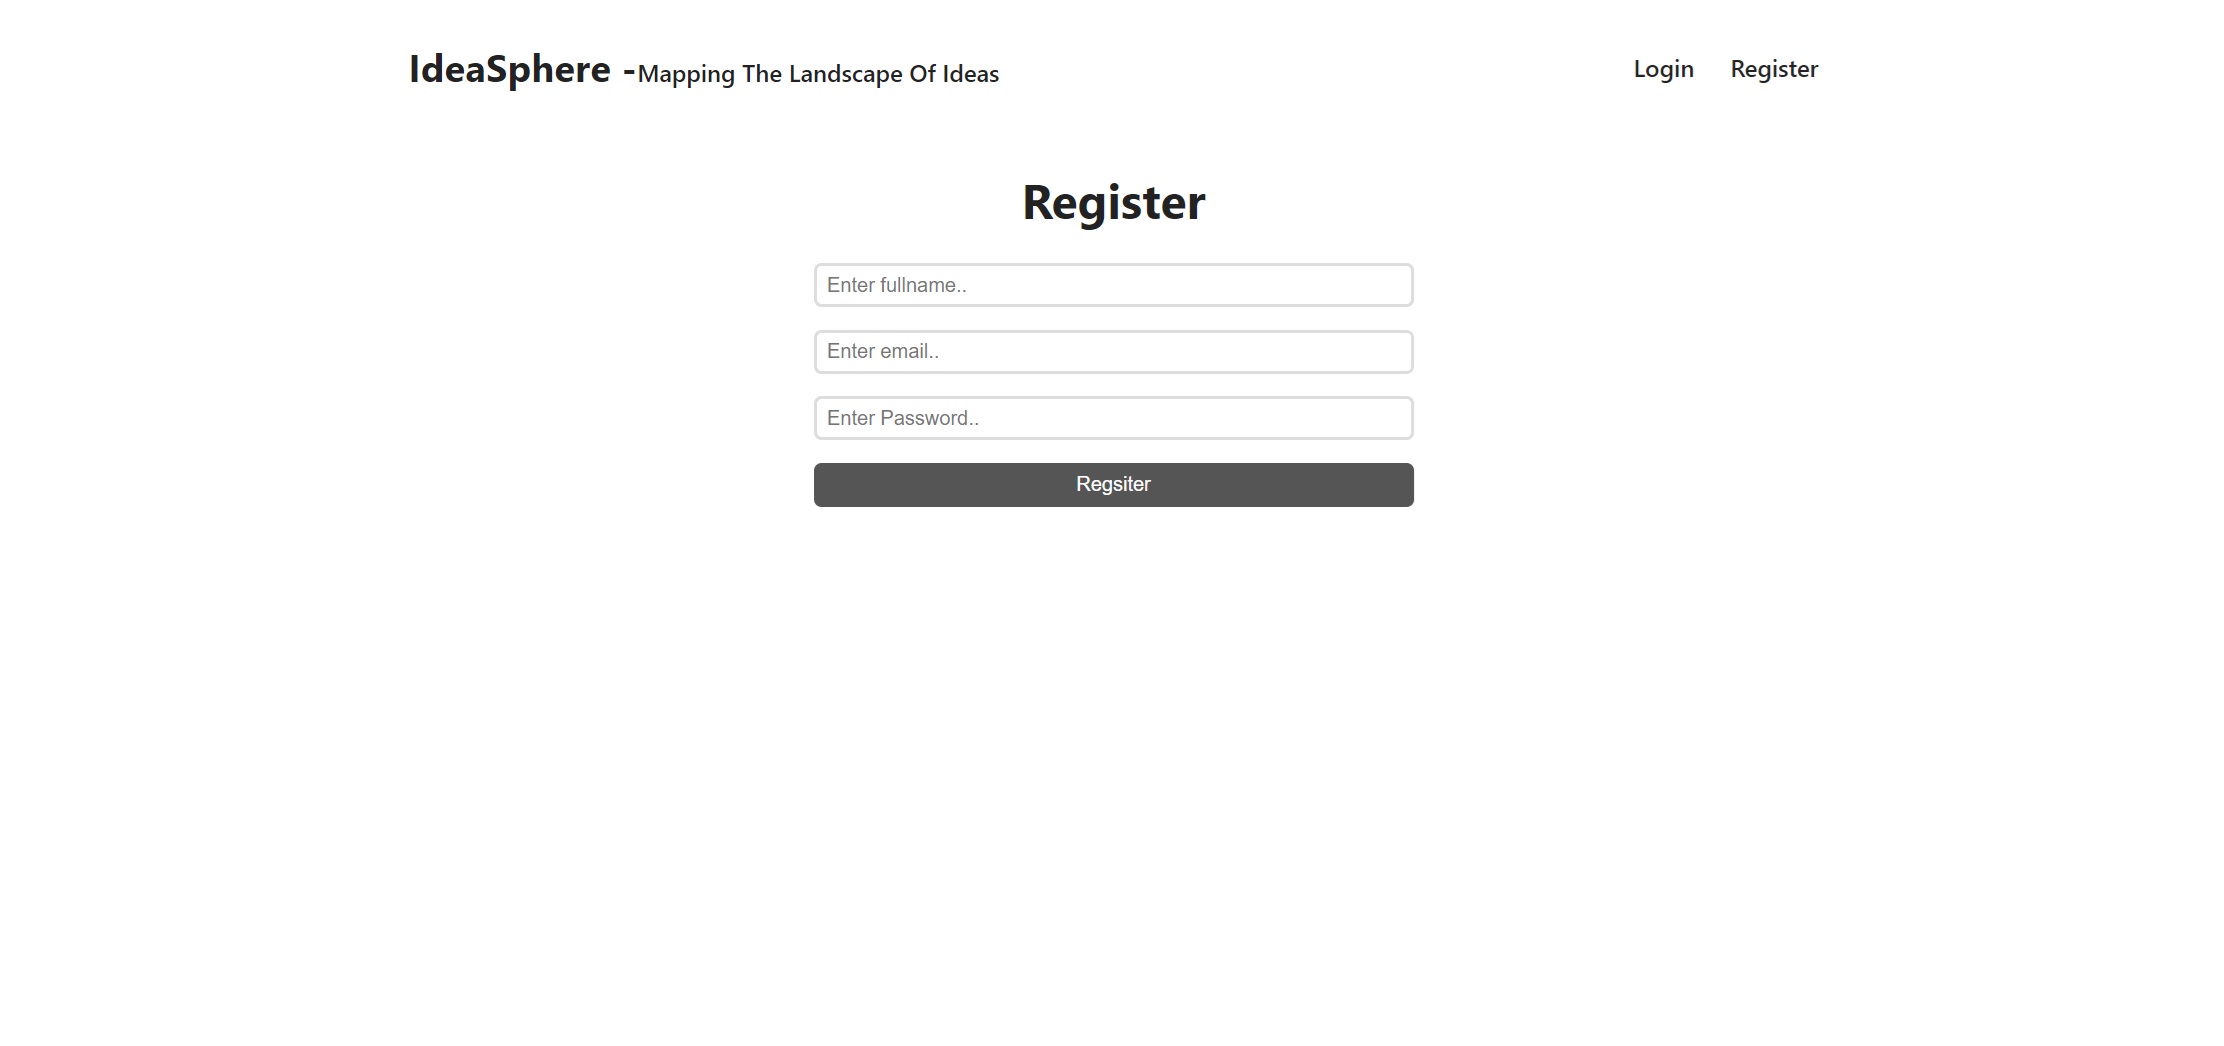 IdeaSphere -Mapping The Landscape Of Ideas
Login
Register
Register
Enter fullname..
Enter email..
Enter Password..
Regsiter